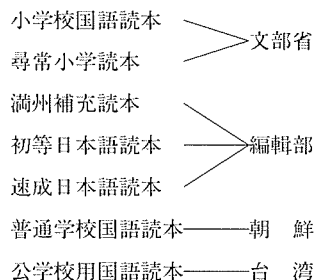 小学校国語読本
文部省
尋常小学読本
満州補充読本
初等日本語読本 編輯部
速成日本語読本
普通学校国語読本 朝 鮮
公学校用国語読本 台 湾